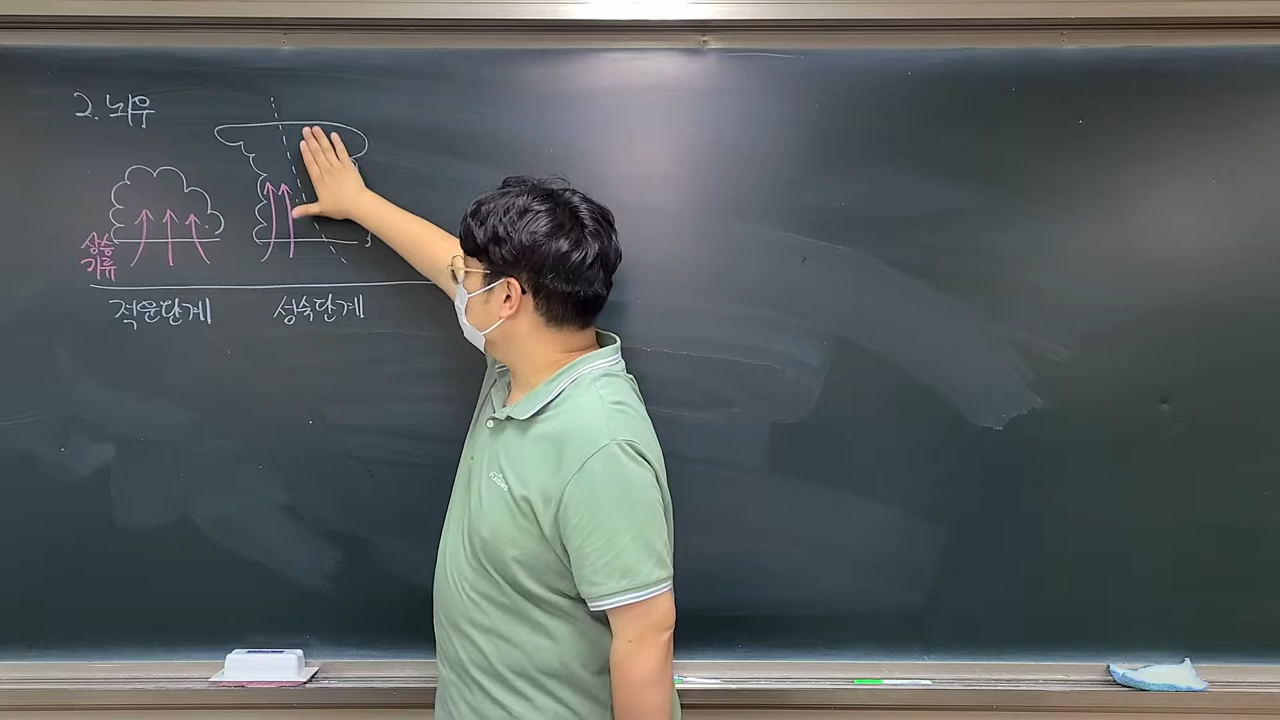 2. 뇌우
상승
기류
적운단계
성숙단계